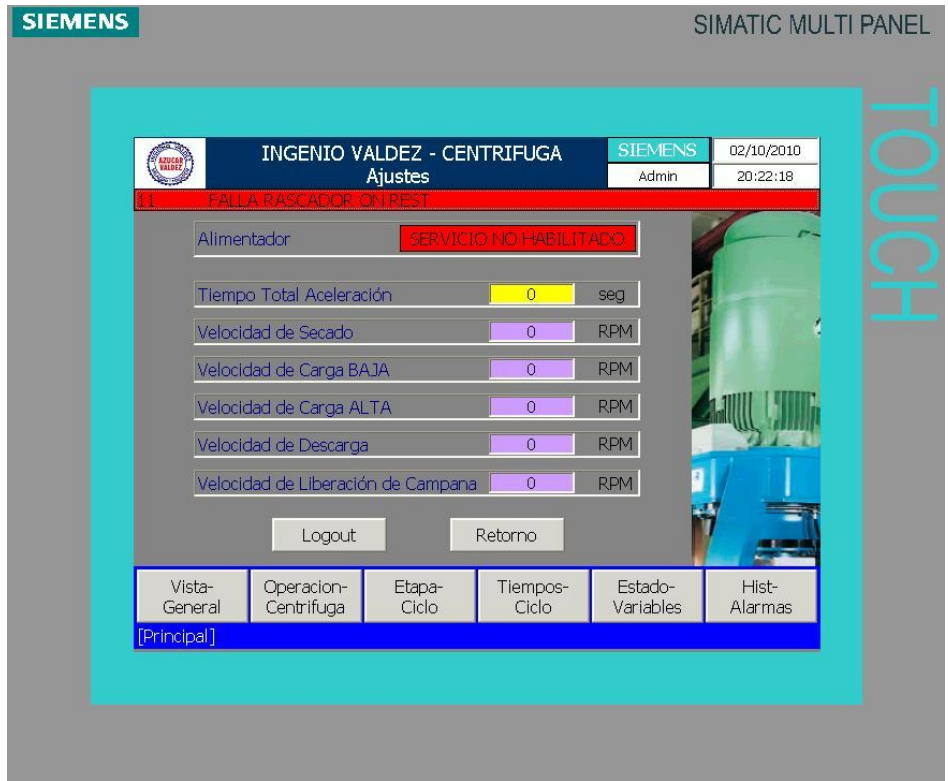 SIEMENS
SIMATIC MULTI PANEL
TOUCH
AZUCAR
VALDEZ
INGENIO VALDEZ - CENTRIFUGA
Ajustes
SIEMENS
Admin
02/10/2010
20:22:18
11 FALLA RASCADOR ON REST
Alimentador SERVICIO NO HABILITADO
Tiempo Total Aceleración 0 seg
Velocidad de Secado 0 RPM
Velocidad de Carga BAJA 0 RPM
Velocidad de Carga ALTA 0 RPM
Velocidad de Descarga 0 RPM
Velocidad de Liberación de Campana 0 RPM
Logout Retorno
Vista-
General
Operacion-
Centrifuga
Etapa-
Ciclo
Tiempos-
Ciclo
Estado-
Variables
Hist-
Alarmas
[Principal]